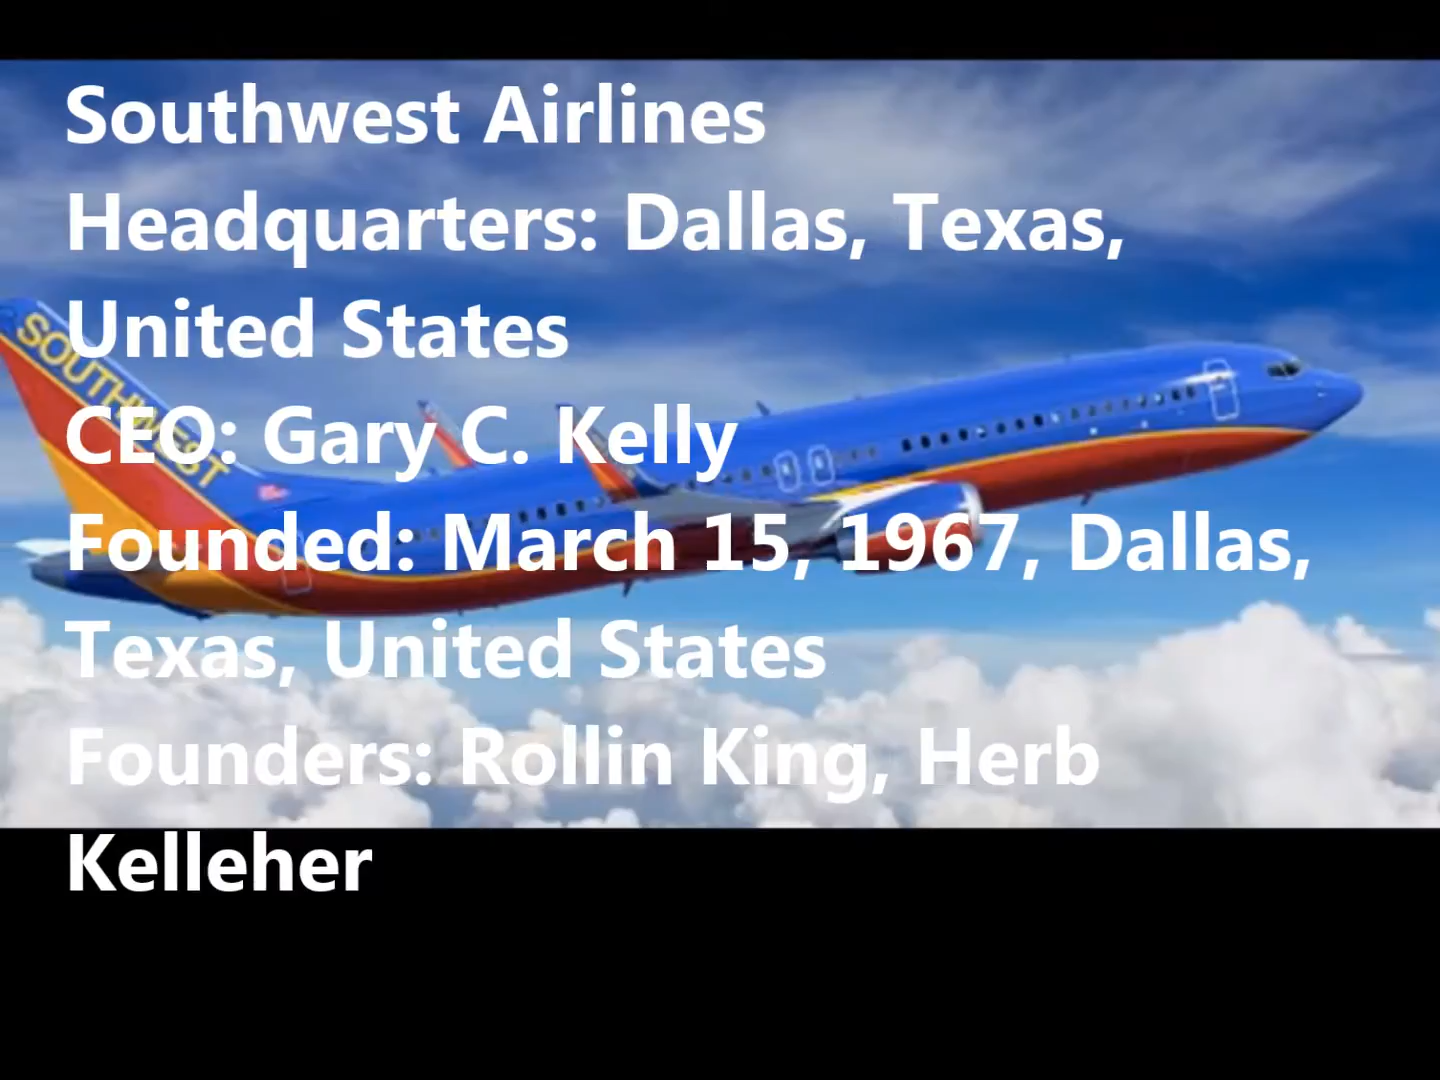 Southwest Airlines
Headquarters: Dallas, Texas,
United States
CEO: Gary C. Kelly
Founded: March 15, 1967, Dallas,
Texas, United States
Founders: Rollin King, Herb
Kelleher
SOUTHWEST